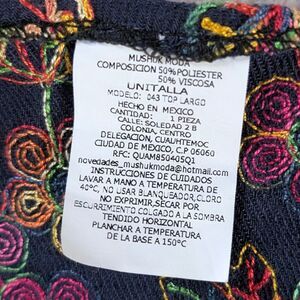 MUSHUK MODA
COMPOSICION 50% POLIESTER
50% VISCOSA
UNITALLA
MODELO: 043 TOP LARGO
HECHO EN MEXICO
CANTIDAD: 1 PIEZA
CALLE: SOLEDAD 2 B
COLONIA, CENTRO
DELEGACION, CUAUHTEMOC
CIUDAD DE MEXICO, C.P 06060
RFC: QUAM850405Q1
novedades_mushukmoda@hotmail.com
INSTRUCCIONES DE CUIDADOS
LAVAR A MANO A TEMPERATURA DE
40°C, NO USAR BLANQUEADOR,CLORO
NO EXPRIMIR,SECAR POR
ESCURRIMIENTO COLGADO A LA SOMBRA
TENDIDO HORIZONTAL
PLANCHAR A TEMPERATURA
DE LA BASE A 150°C